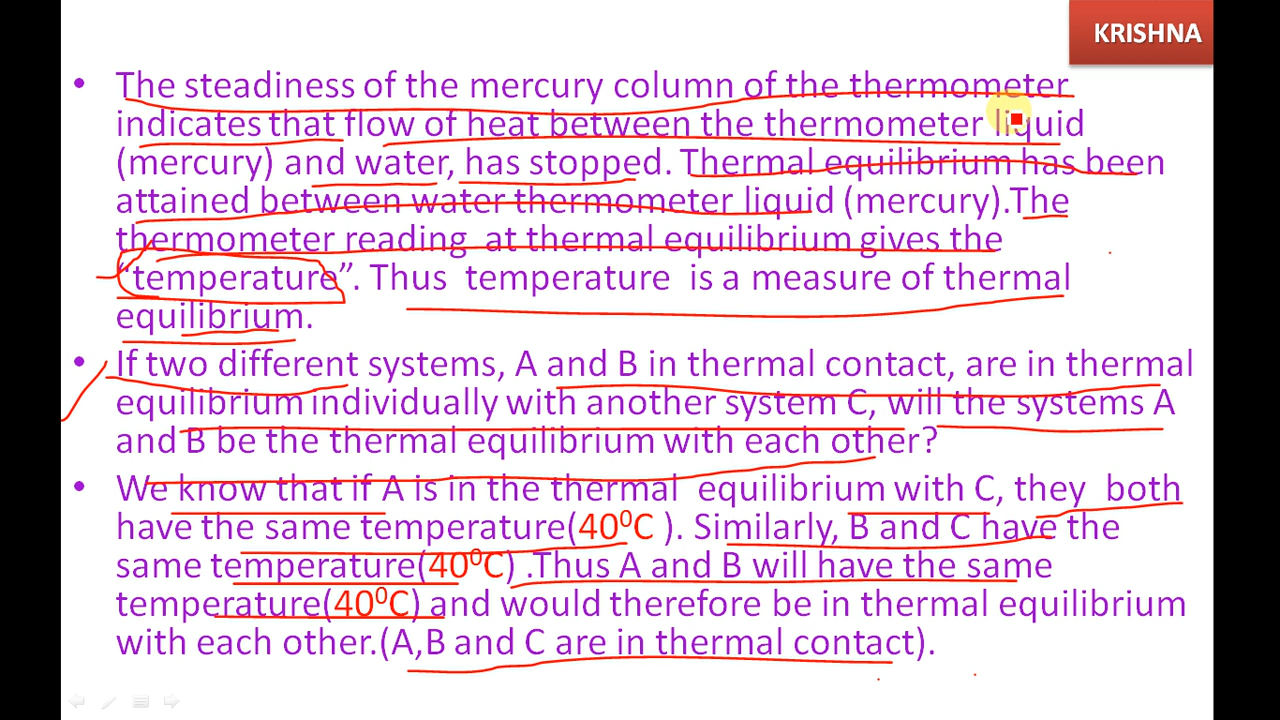 KRISHNA
• The steadiness of the mercury column of the thermometer
indicates that flow of heat between the thermometer liquid
(mercury) and water, has stopped. Thermal equilibrium has been
attained between water thermometer liquid (mercury).The
thermometer reading at thermal equilibrium gives the
“temperature”. Thus temperature is a measure of thermal
equilibrium.
• If two different systems, A and B in thermal contact, are in thermal
equilibrium individually with another system C, will the systems A
and B be the thermal equilibrium with each other?
• We know that if A is in the thermal equilibrium with C, they both
have the same temperature(40⁰C ). Similarly, B and C have the
same temperature(40⁰C) .Thus A and B will have the same
temperature(40⁰C) and would therefore be in thermal equilibrium
with each other.(A,B and C are in thermal contact).